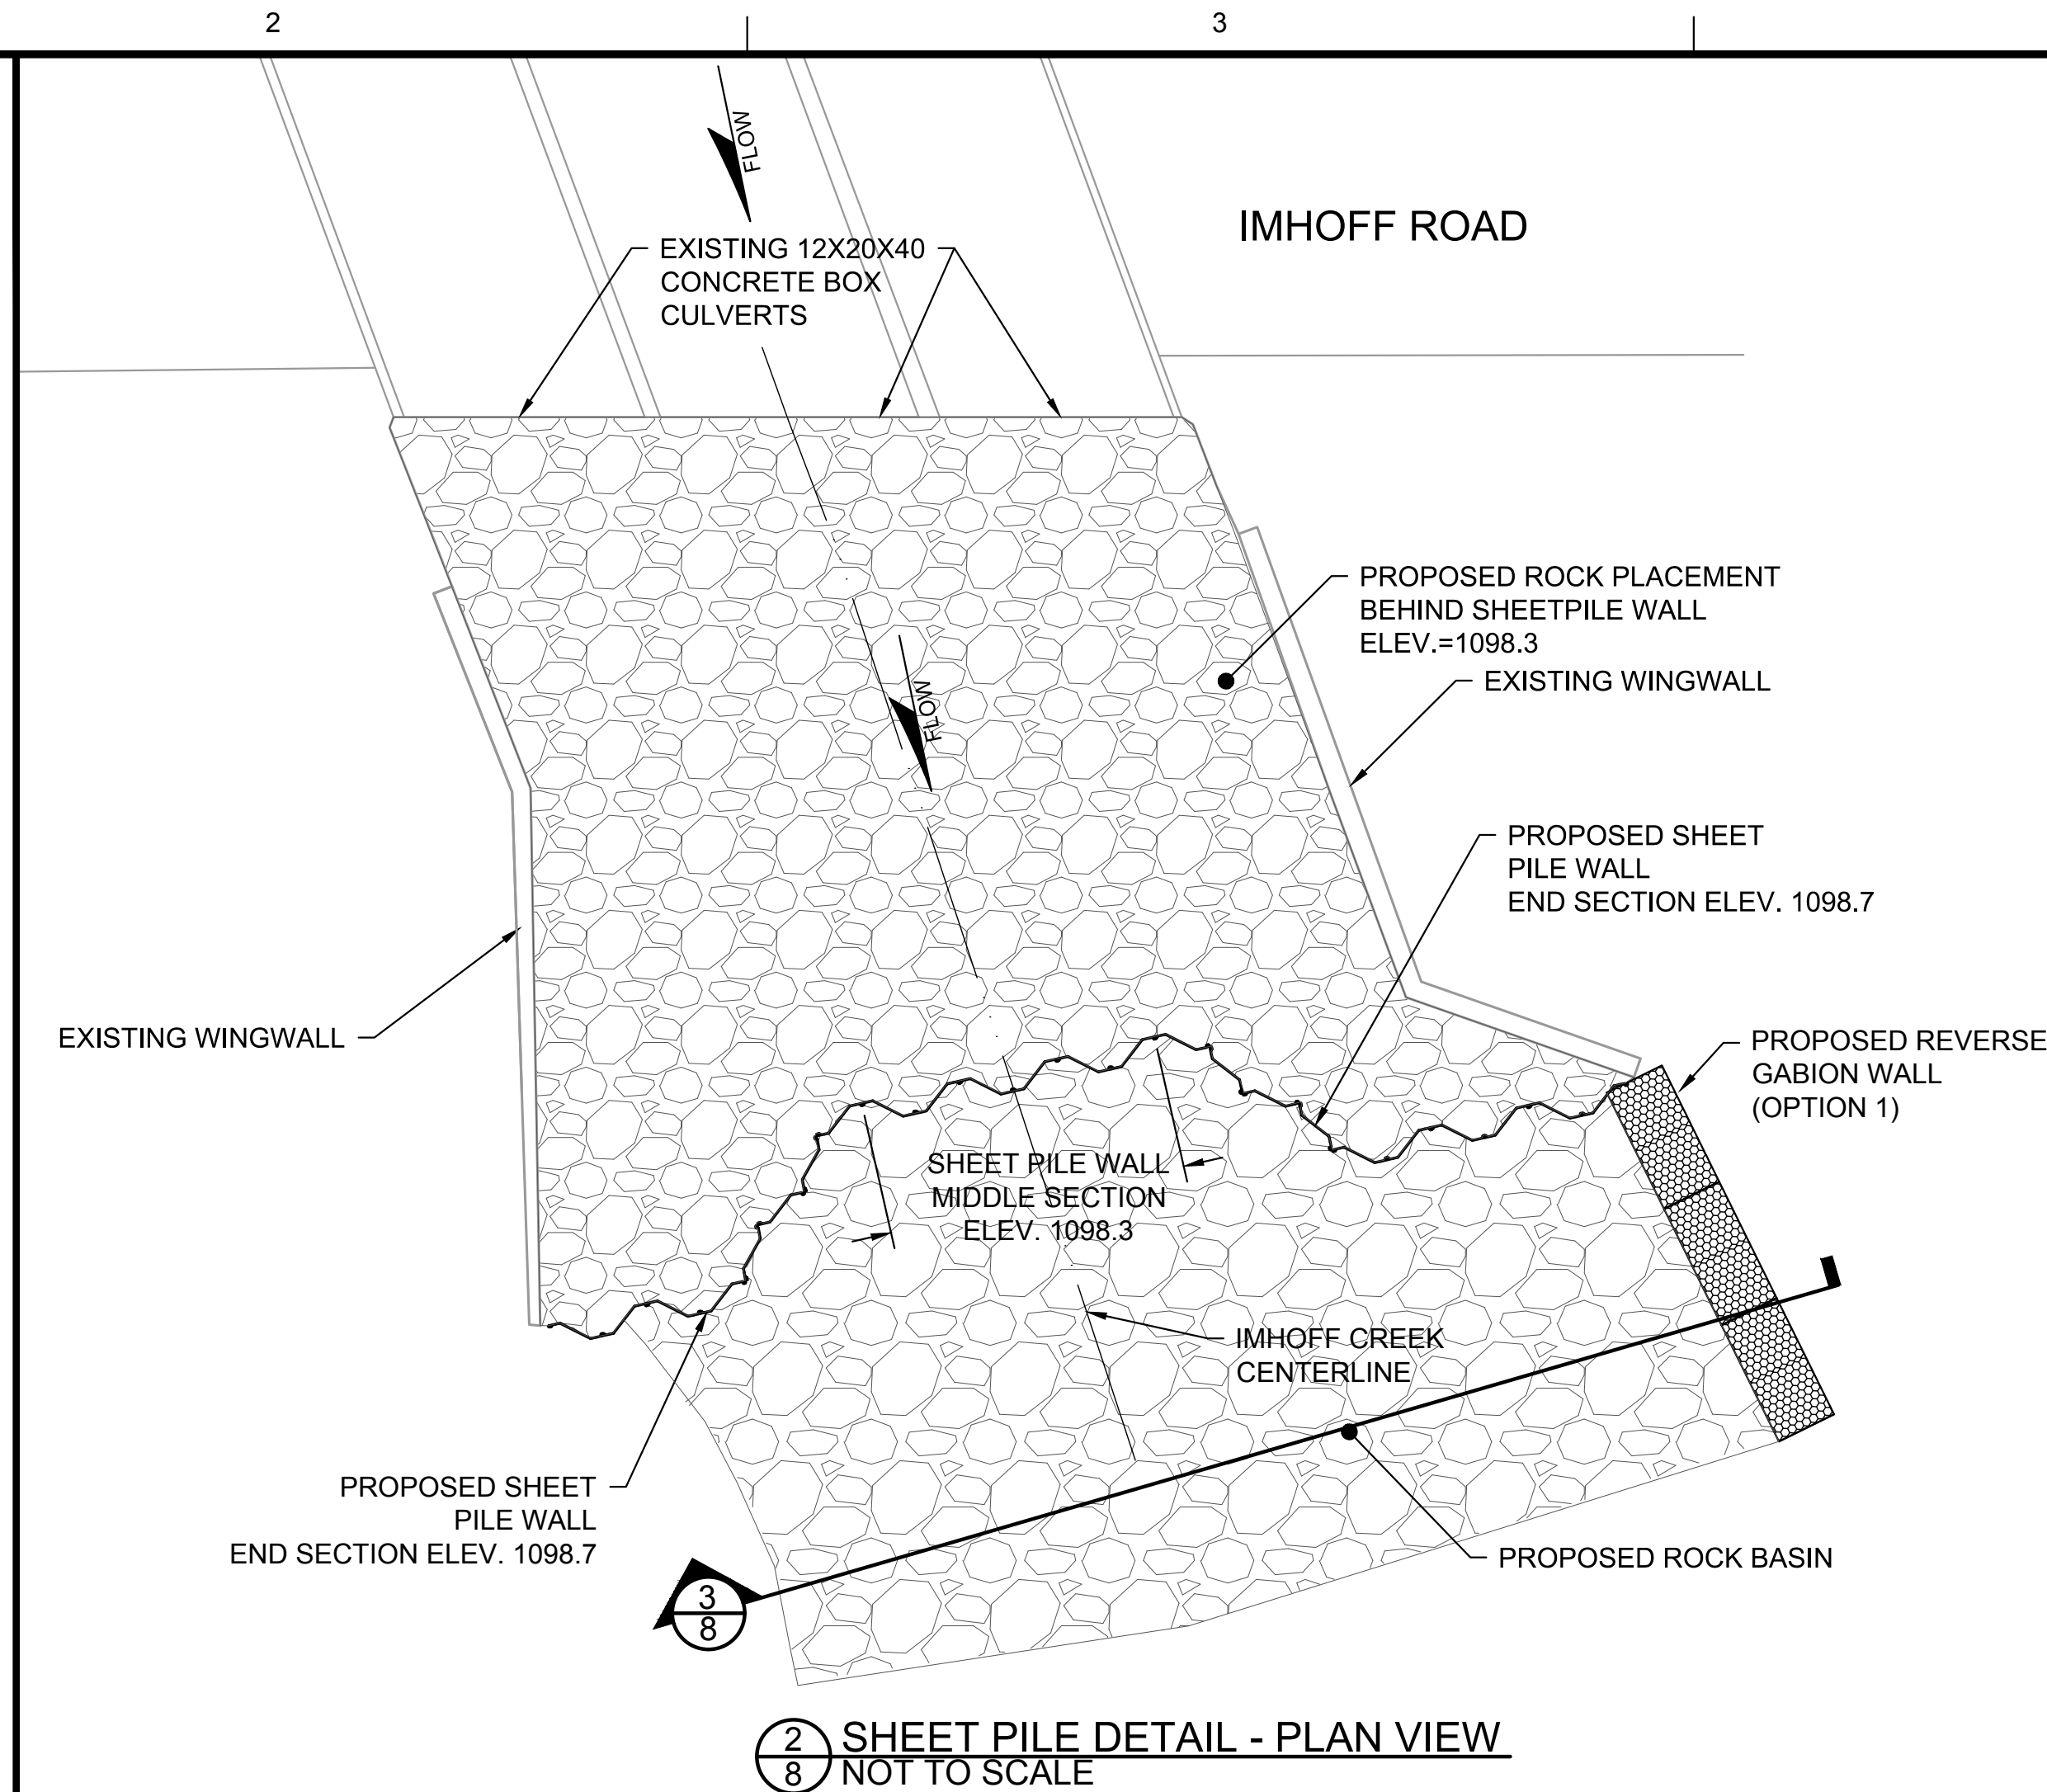 2
3
FLOW
IMHOFF ROAD
EXISTING 12X20X40
CONCRETE BOX
CULVERTS
PROPOSED ROCK PLACEMENT
BEHIND SHEETPILE WALL
ELEV.=1098.3
EXISTING WINGWALL
FLOW
PROPOSED SHEET
PILE WALL
END SECTION ELEV. 1098.7
EXISTING WINGWALL
PROPOSED REVERSE
GABION WALL
(OPTION 1)
SHEET PILE WALL
MIDDLE SECTION
ELEV. 1098.3
IMHOFF CREEK
CENTERLINE
PROPOSED SHEET
PILE WALL
END SECTION ELEV. 1098.7
PROPOSED ROCK BASIN
3
8
2
8
SHEET PILE DETAIL - PLAN VIEW
NOT TO SCALE